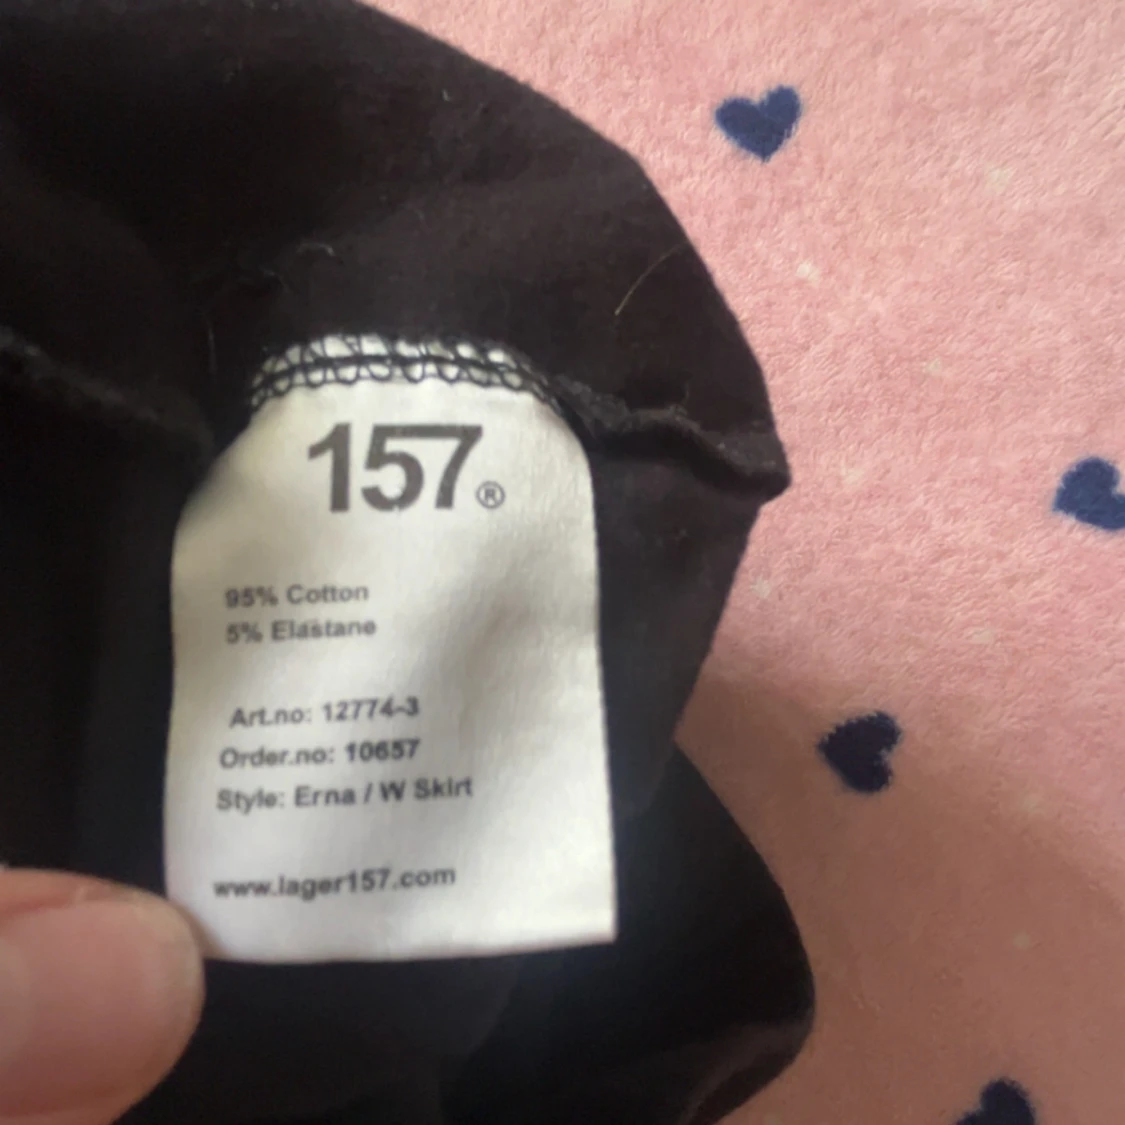 157®
95% Cotton
5% Elastane
Art.no: 12774-3
Order.no: 10657
Style: Erna / W Skirt
www.lager157.com